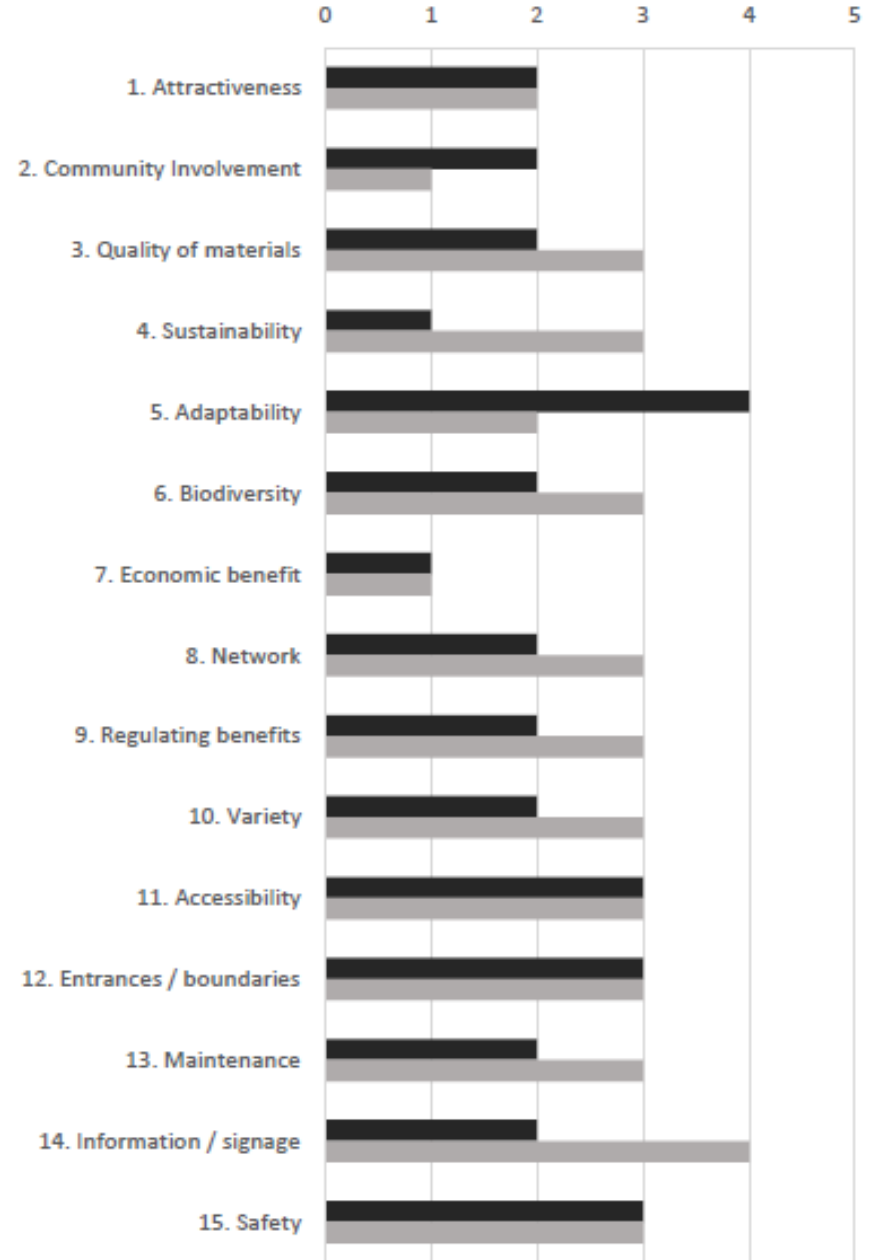 0 1 2 3 4 5
1. Attractiveness
2. Community Involvement
3. Quality of materials
4. Sustainability
5. Adaptability
6. Biodiversity
7. Economic benefit
8. Network
9. Regulating benefits
10. Variety
11. Accessibility
12. Entrances / boundaries
13. Maintenance
14. Information / signage
15. Safety